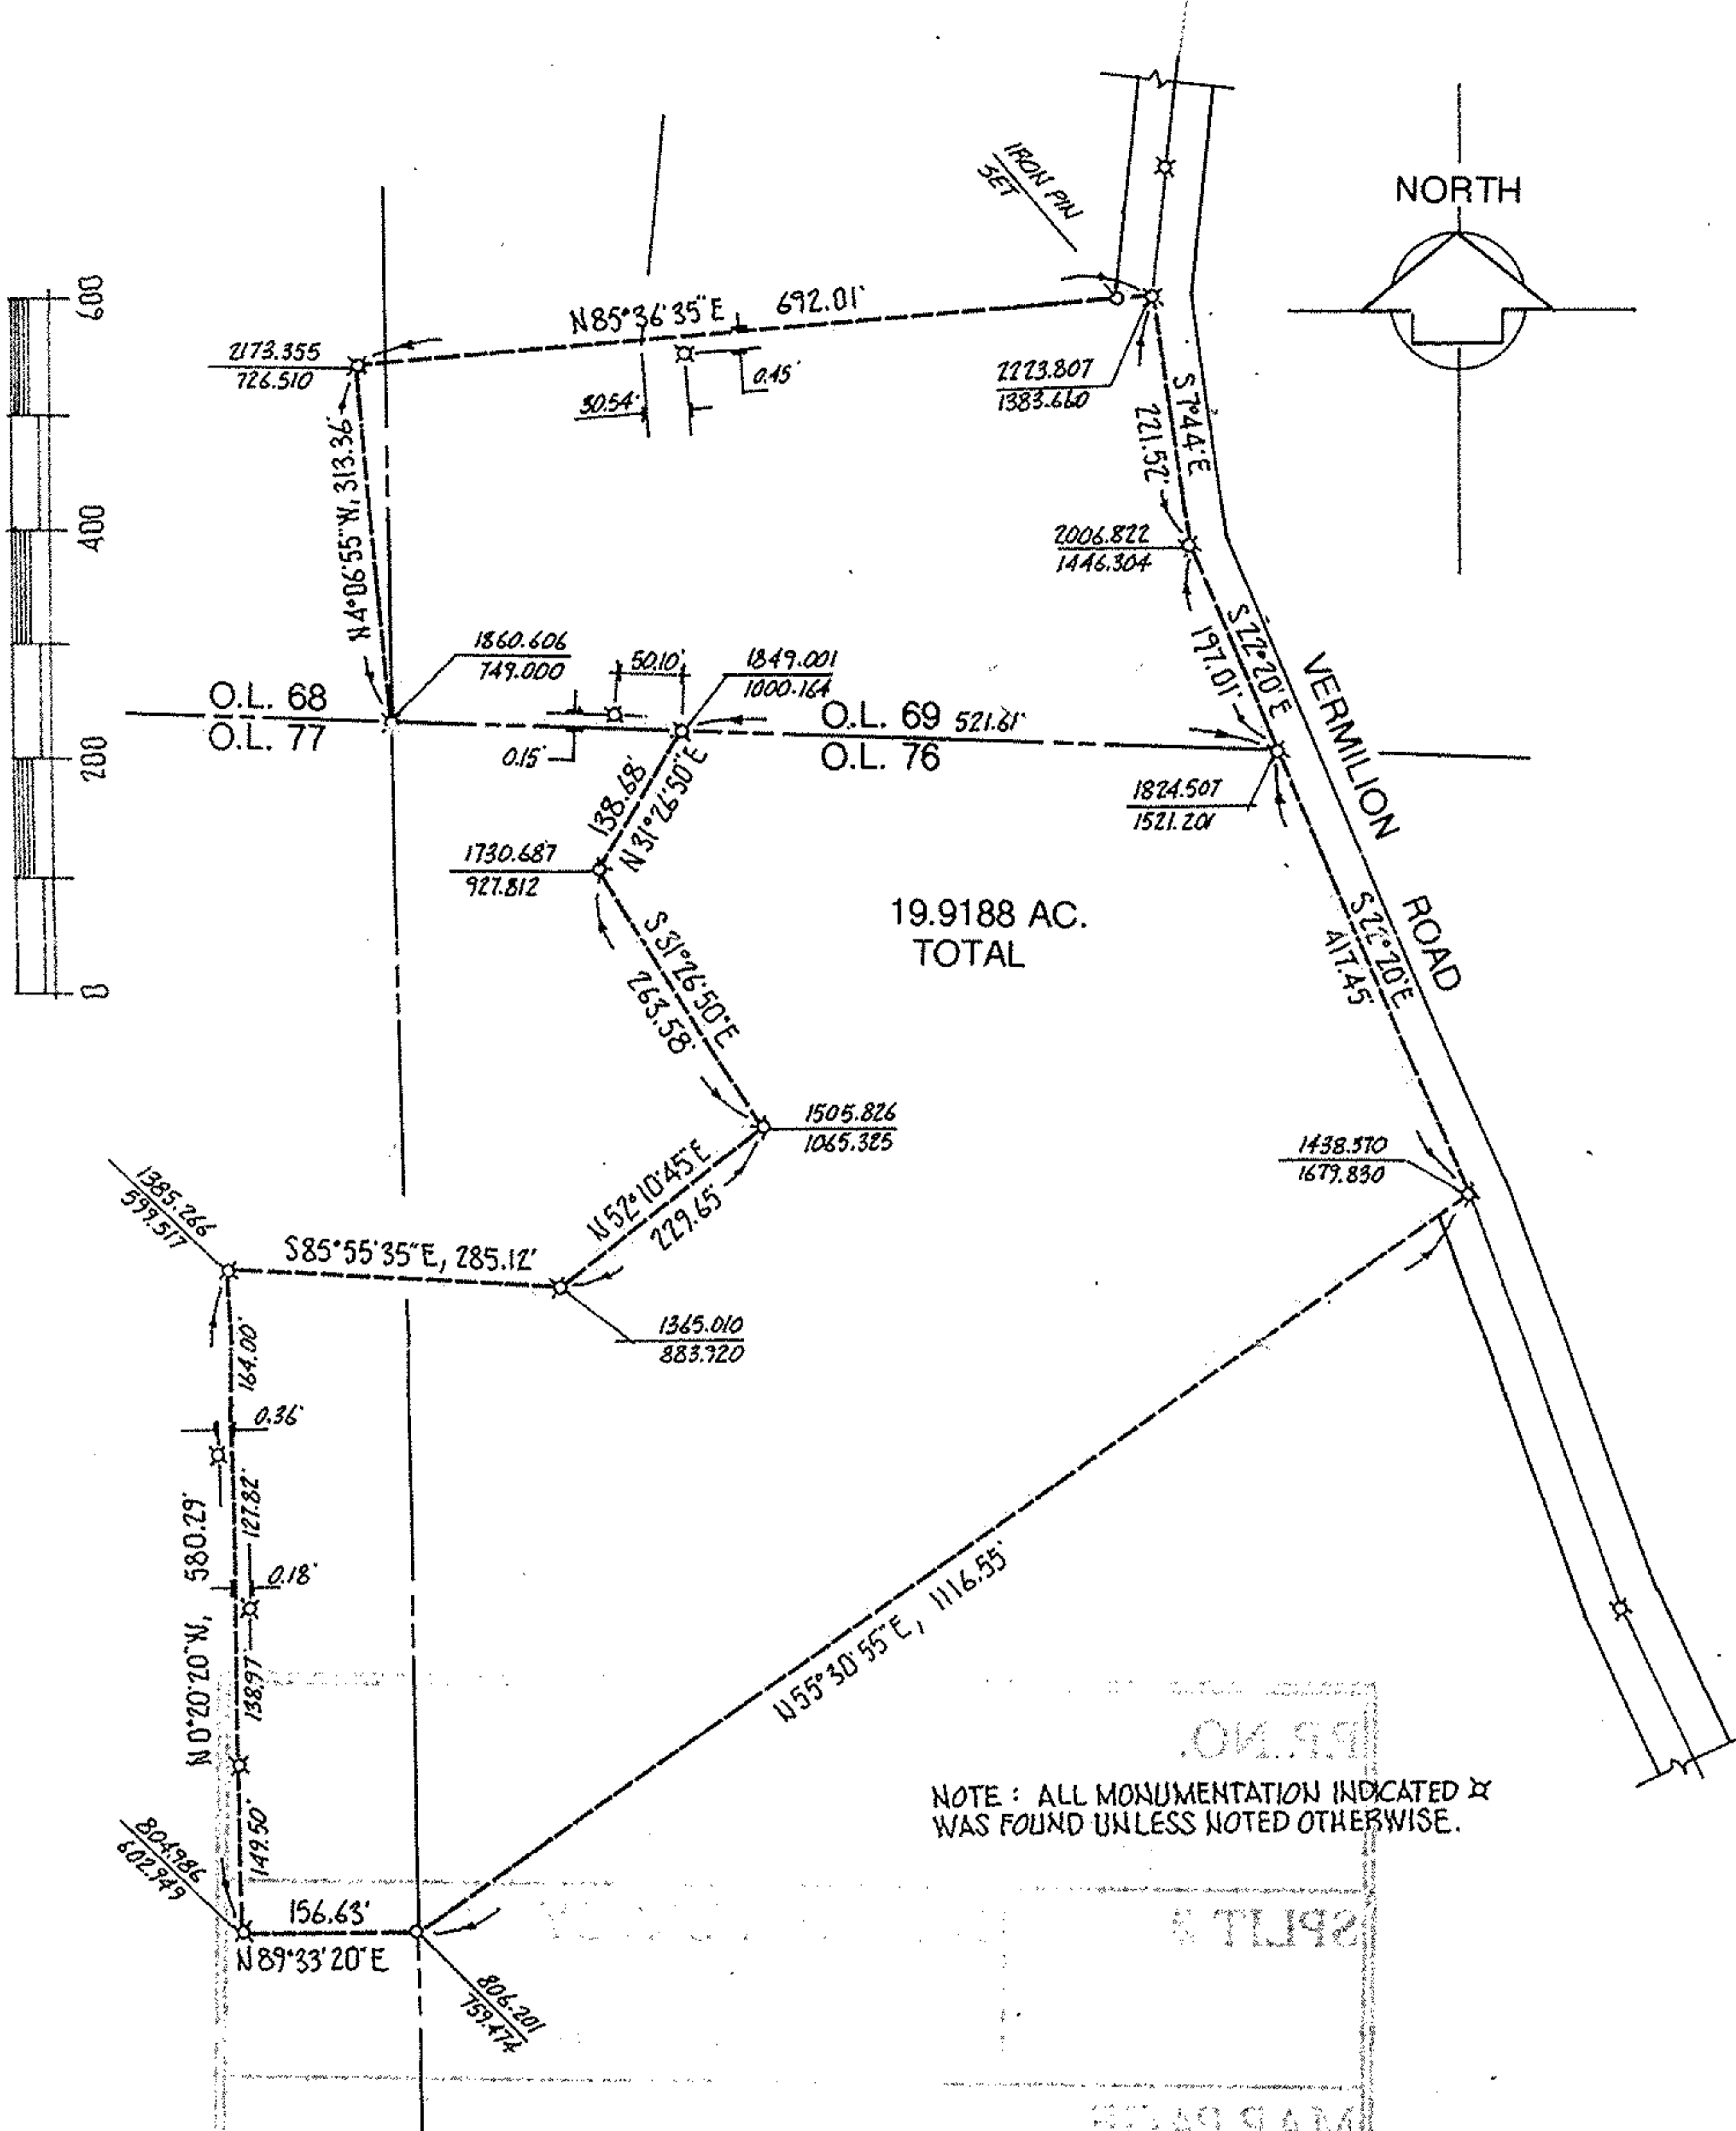 NORTH
IRON PIN
SET
600
400
200
0
N85°36'35"E 692.01'
2173.355
726.510
0.45'
30.54'
2223.807
1383.660
S7°44'E
221.52'
N4°06'55"W, 313.36'
2006.822
1446.304
S22°20'E
197.01'
VERMILION
ROAD
1860.606
749.000
50.10'
1849.001
1000.164
O.L. 68
O.L. 77
O.L. 69 521.61'
O.L. 76
0.15'
138.68'
N31°26'50"E
1824.507
1521.201
1730.687
927.812
19.9188 AC.
TOTAL
S31°26'50"E
263.58'
S22°20'E
417.45'
1505.826
1065.325
1438.370
1679.830
N52°10'45"E
229.65'
1385.266
599.517
S85°55'35"E, 285.12'
1365.010
883.920
164.00'
0.36'
127.82'
N0°20'20"W, 580.29'
0.18'
138.97'
149.50'
N55°30'55"E, 1116.55'
P.P. NO.
NOTE : ALL MONUMENTATION INDICATED
WAS FOUND UNLESS NOTED OTHERWISE.
804.986
602.949
156.63'
N89°33'20"E
806.201
759.474
SPLIT
MAP PAGE